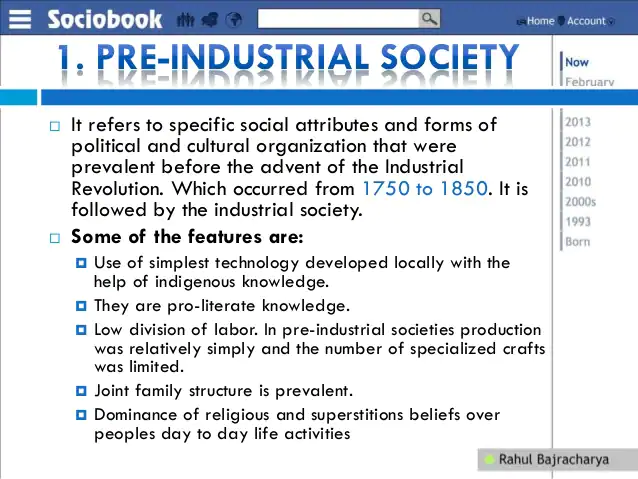 Sociobook
Home Account
1. PRE-INDUSTRIAL SOCIETY
Now
February
2013
2012
2011
2010
2000s
1993
Born
It refers to specific social attributes and forms of
political and cultural organization that were
prevalent before the advent of the Industrial
Revolution. Which occurred from 1750 to 1850. It is
followed by the industrial society.
Some of the features are:
Use of simplest technology developed locally with the
help of indigenous knowledge.
They are pro-literate knowledge.
Low division of labor. In pre-industrial societies production
was relatively simply and the number of specialized crafts
was limited.
Joint family structure is prevalent.
Dominance of religious and superstitions beliefs over
peoples day to day life activities
Rahul Bajracharya